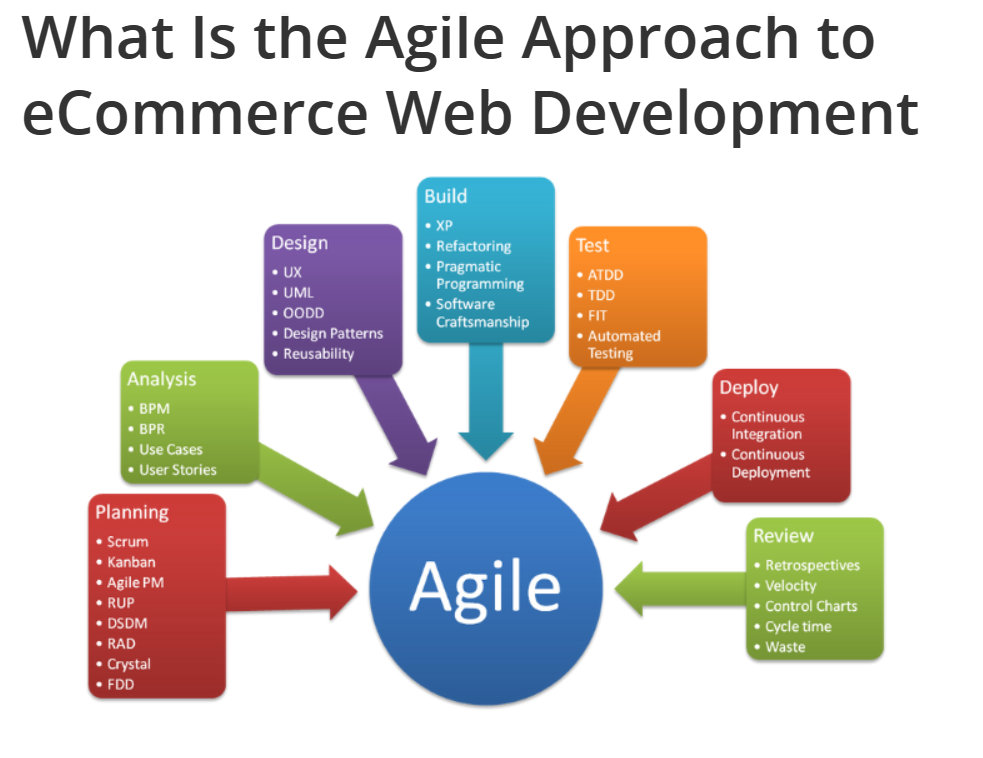 What Is the Agile Approach to
eCommerce Web Development
Build
• XP
• Refactoring
• Pragmatic
Programming
• Software
Craftsmanship
Design
• UX
• UML
• OODD
• Design Patterns
• Reusability
Test
• ATDD
• TDD
• FIT
• Automated
Testing
Analysis
• BPM
• BPR
• Use Cases
• User Stories
Deploy
• Continuous
Integration
• Continuous
Deployment
Planning
• Scrum
• Kanban
• Agile PM
• RUP
• DSDM
• RAD
• Crystal
• FDD
Agile
Review
• Retrospectives
• Velocity
• Control Charts
• Cycle time
• Waste